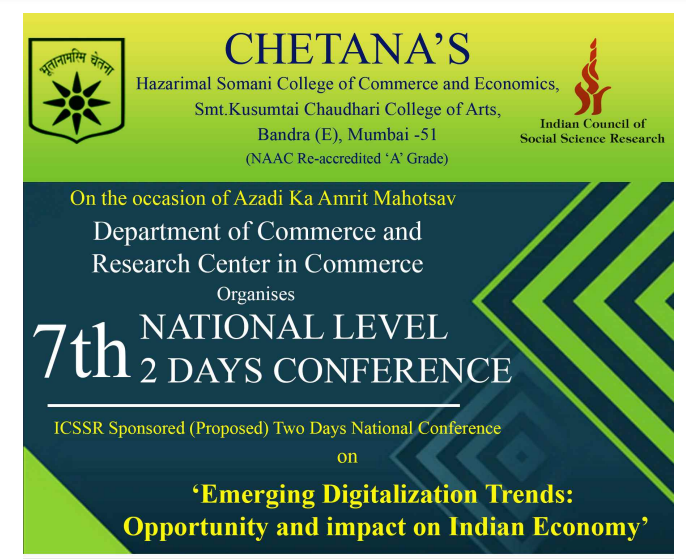 CHETANA'S
Hazarimal Somani College of Commerce and Economics,
Smt.Kusumtai Chaudhari College of Arts,
Bandra (E), Mumbai -51
(NAAC Re-accredited 'A' Grade)
भूतानामस्मि चेतना
Indian Council of
Social Science Research
On the occasion of Azadi Ka Amrit Mahotsav
Department of Commerce and
Research Center in Commerce
Organises
7th NATIONAL LEVEL
2 DAYS CONFERENCE
ICSSR Sponsored (Proposed) Two Days National Conference
on
'Emerging Digitalization Trends:
Opportunity and impact on Indian Economy'